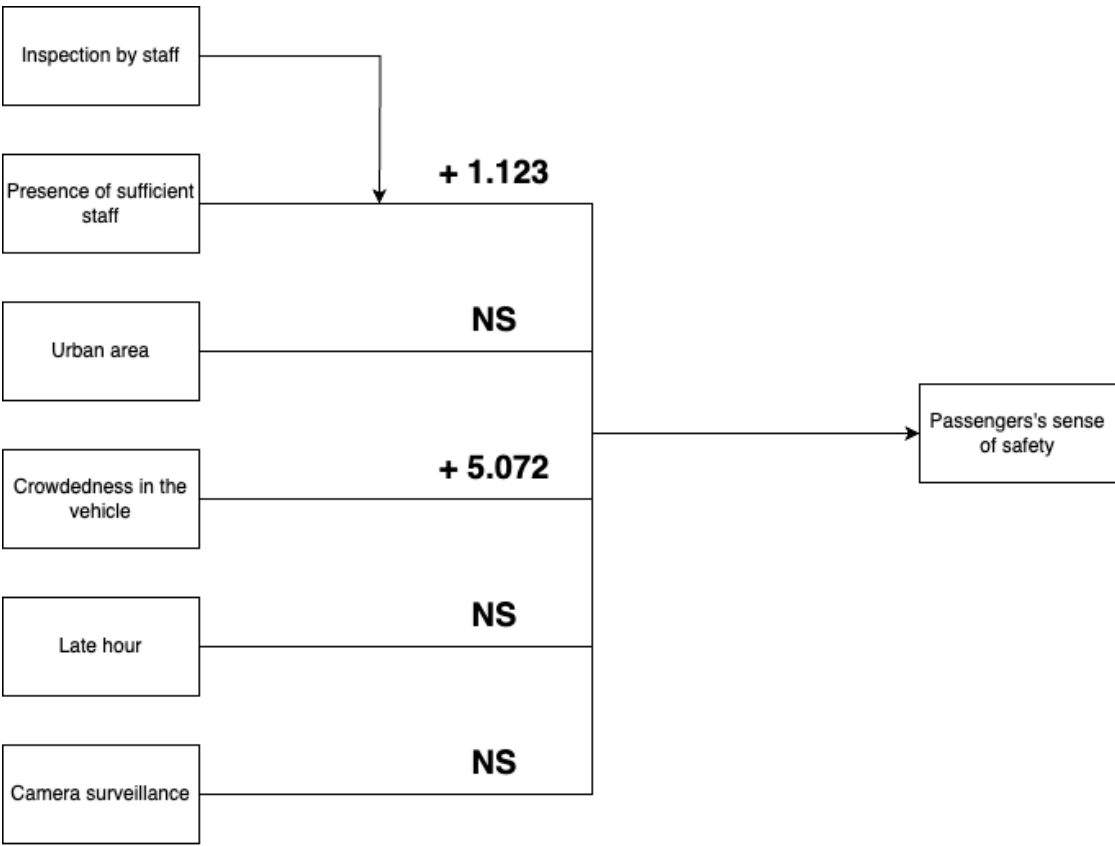 Inspection by staff
+ 1.123
Presence of sufficient
staff
NS
Urban area
Passengers's sense
of safety
+ 5.072
Crowdedness in the
vehicle
NS
Late hour
NS
Camera surveillance